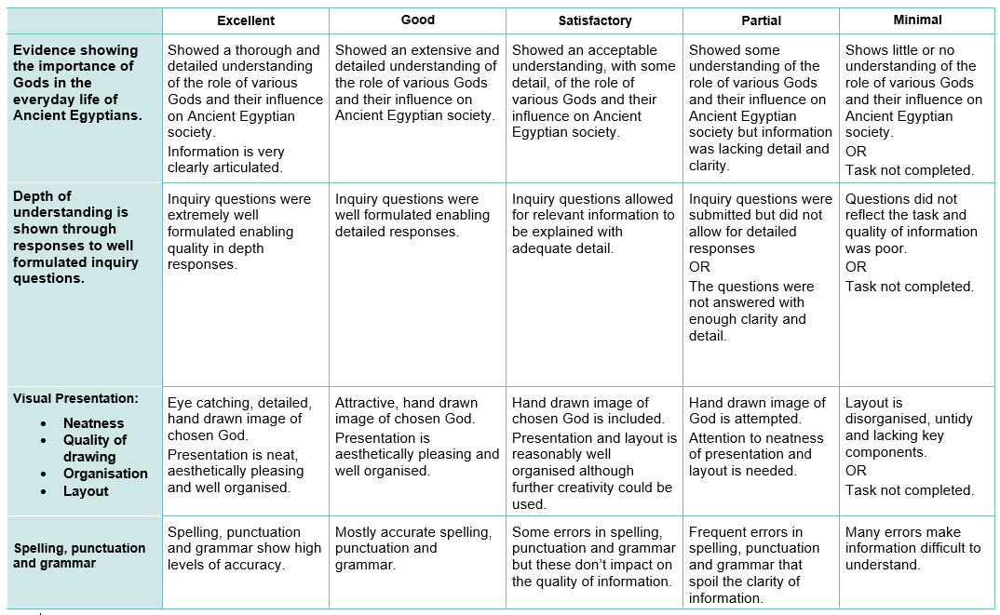 Excellent
Good
Satisfactory
Partial
Minimal
Evidence showing
the importance of
Gods in the
everyday life of
Ancient Egyptians.
Showed a thorough and
detailed understanding
of the role of various
Gods and their influence
on Ancient Egyptian
society.
Information is very
clearly articulated.
Showed an extensive and
detailed understanding of
the role of various Gods
and their influence on
Ancient Egyptian society.
Showed an acceptable
understanding, with some
detail, of the role of
various Gods and their
influence on Ancient
Egyptian society.
Showed some
understanding of the
role of various Gods
and their influence on
Ancient Egyptian
society but information
was lacking detail and
clarity.
Shows little or no
understanding of the
role of various Gods
and their influence on
Ancient Egyptian
society.
OR
Task not completed.
Depth of
understanding is
shown through
responses to well
formulated inquiry
questions.
Inquiry questions were
extremely well
formulated enabling
quality in depth
responses.
Inquiry questions were
well formulated enabling
detailed responses.
Inquiry questions allowed
for relevant information to
be explained with
adequate detail.
Inquiry questions were
submitted but did not
allow for detailed
responses
OR
The questions were
not answered with
enough clarity and
detail.
Questions did not
reflect the task and
quality of information
was poor.
OR
Task not completed.
Visual Presentation:
• Neatness
• Quality of
drawing
• Organisation
• Layout
Eye catching, detailed,
hand drawn image of
chosen God.
Presentation is neat,
aesthetically pleasing
and well organised.
Attractive, hand drawn
image of chosen God.
Presentation is
aesthetically pleasing and
well organised.
Hand drawn image of
chosen God is included.
Presentation and layout is
reasonably well
organised although
further creativity could be
used.
Hand drawn image of
God is attempted.
Attention to neatness
of presentation and
layout is needed.
Layout is
disorganised, untidy
and lacking key
components.
OR
Task not completed.
Spelling, punctuation
and grammar
Spelling, punctuation
and grammar show high
levels of accuracy.
Mostly accurate spelling,
punctuation and
grammar.
Some errors in spelling,
punctuation and grammar
but these don't impact on
the quality of information.
Frequent errors in
spelling, punctuation
and grammar that
spoil the clarity of
information.
Many errors make
information difficult to
understand.